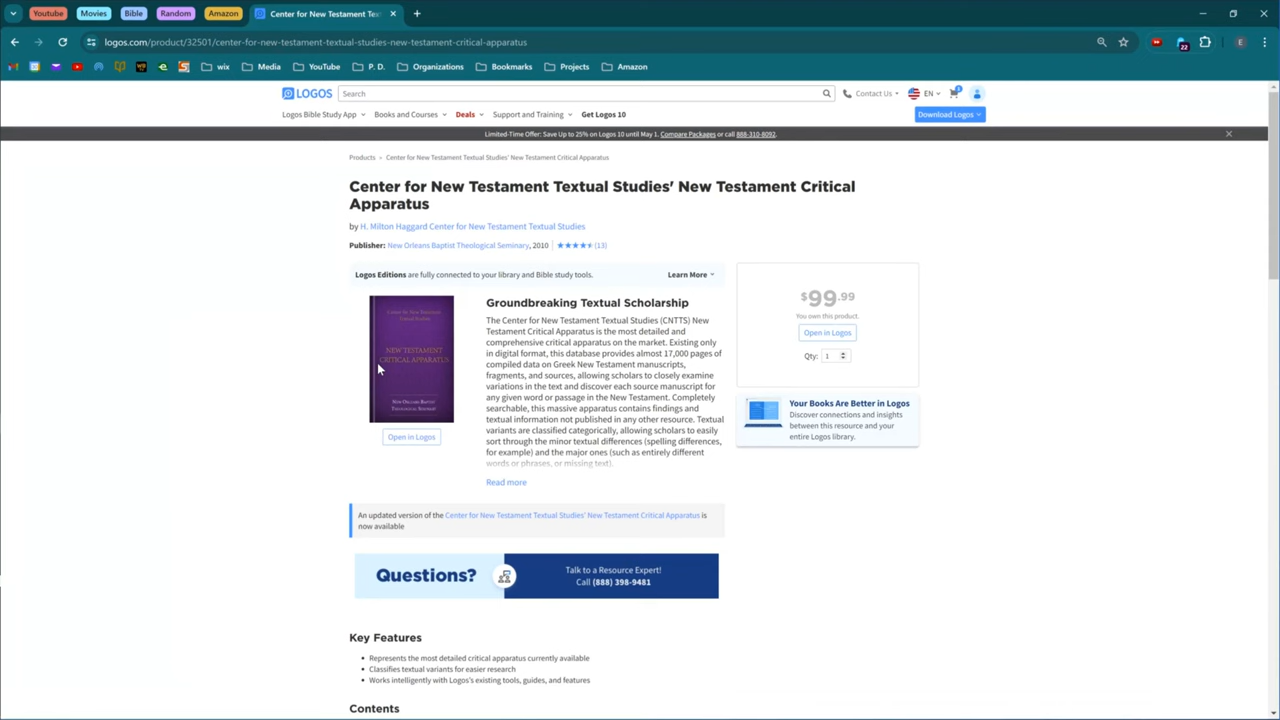 Youtube Movies Bible Random Amazon Center for New Testament Tex
logos.com/product/32501/center-for-new-testament-textual-studies-new-testament-critical-apparatus
22 E
wix Media YouTube P. D. Organizations Bookmarks Projects Amazon
LOGOS Search Contact Us EN
Logos Bible Study App Books and Courses Deals Support and Training Get Logos 10 Download Logos
Limited-Time Offer: Save Up to 25% on Logos 10 until May 1. Compare Packages or call 888-310-8092.
Products > Center for New Testament Textual Studies' New Testament Critical Apparatus
Center for New Testament Textual Studies' New Testament Critical
Apparatus
by H. Milton Haggard Center for New Testament Textual Studies
Publisher: New Orleans Baptist Theological Seminary, 2010 (13)
Logos Editions are fully connected to your library and Bible study tools. Learn More
Center for New Testament
Textual Studies
NEW TESTAMENT
CRITICAL APPARATUS
New Orleans Baptist
Theological Seminary
Open in Logos
Groundbreaking Textual Scholarship
The Center for New Testament Textual Studies (CNTTS) New
Testament Critical Apparatus is the most detailed and
comprehensive critical apparatus on the market. Existing only
in digital format, this database provides almost 17,000 pages of
compiled data on Greek New Testament manuscripts,
fragments, and sources, allowing scholars to closely examine
variations in the text and discover each source manuscript for
any given word or passage in the New Testament. Completely
searchable, this massive apparatus contains findings and
textual information not published in any other resource. Textual
variants are classified categorically, allowing scholars to easily
sort through the minor textual differences (spelling differences,
for example) and the major ones (such as entirely different
words or phrases, or missing text).
Read more
$99.99
You own this product.
Open in Logos
Qty: 1
Your Books Are Better in Logos
Discover connections and insights
between this resource and your
entire Logos library.
An updated version of the Center for New Testament Textual Studies' New Testament Critical Apparatus is
now available
Questions?
Talk to a Resource Expert!
Call (888) 398-9481
Key Features
Represents the most detailed critical apparatus currently available
Classifies textual variants for easier research
Works intelligently with Logos's existing tools, guides, and features
Contents